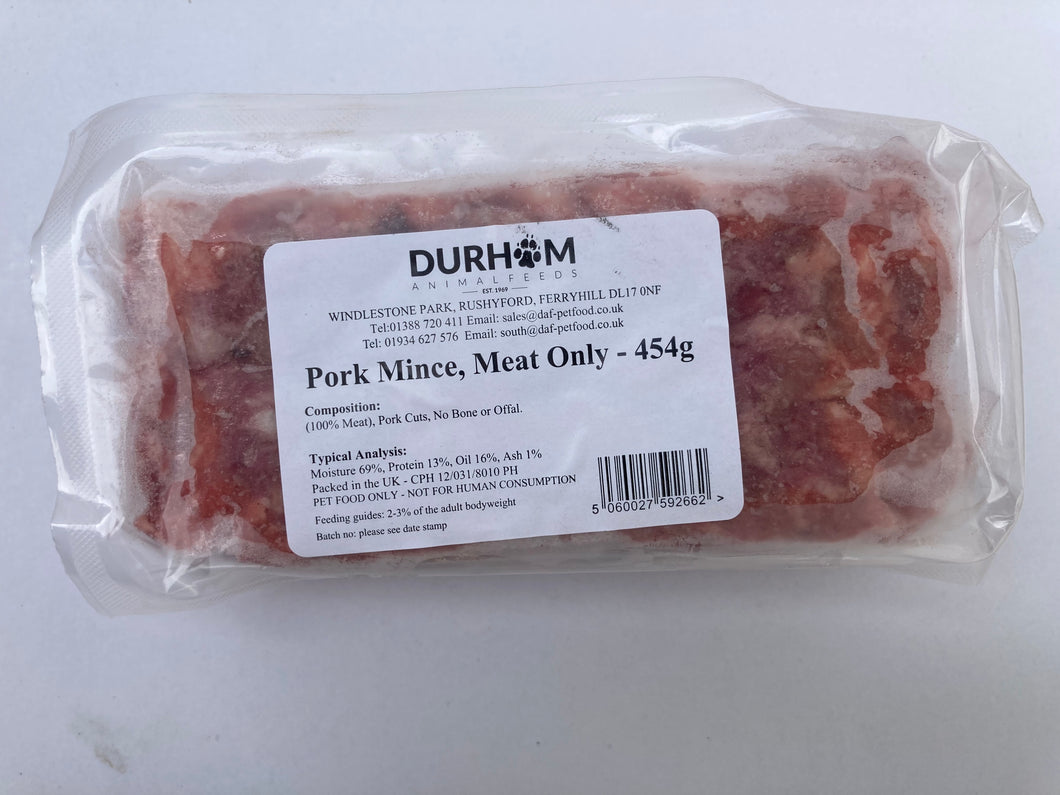 DURHAM
ANIMALFEEDS
EST. 1969
WINDLESTONE PARK, RUSHYFORD, FERRYHILL DL17 0NF
Tel:01388 720 411 Email: sales@daf-petfood.co.uk
Tel: 01934 627 576 Email: south@daf-petfood.co.uk
Pork Mince, Meat Only - 454g
Composition:
(100% Meat), Pork Cuts, No Bone or Offal.
Typical Analysis:
Moisture 69%, Protein 13%, Oil 16%, Ash 1%
Packed in the UK - CPH 12/031/8010 PH
PET FOOD ONLY - NOT FOR HUMAN CONSUMPTION
Feeding guides: 2-3% of the adult bodyweight
Batch no: please see date stamp
5 060027 592662 >